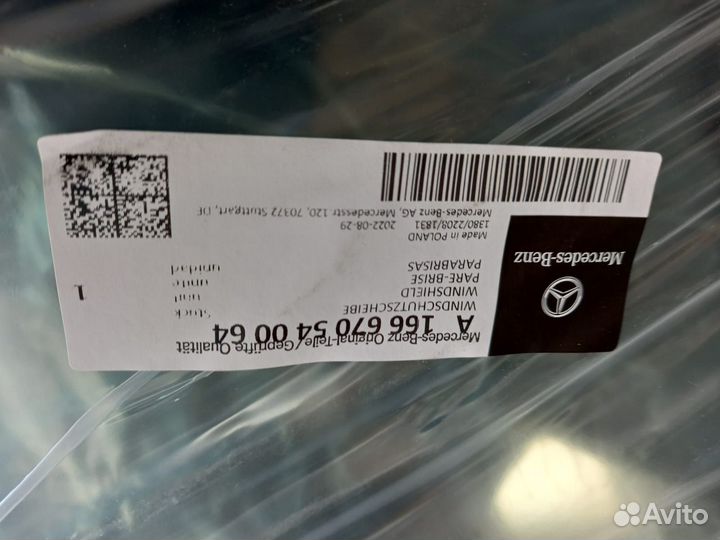 Mercedes-Benz
Mercedes-Benz Original-Teile/Geprüfte Qualität
A 166 670 54 00 64
WINDSCHUTZSCHEIBE
WINDSHIELD
PARE-BRISE
PARABRISAS
Stück
unit
unité
unidad
1
Made in POLAND
1380/2208/1831
2022-08-29
Mercedes-Benz AG, Mercedesstr 120, 70372 Stuttgart, DE
Avito